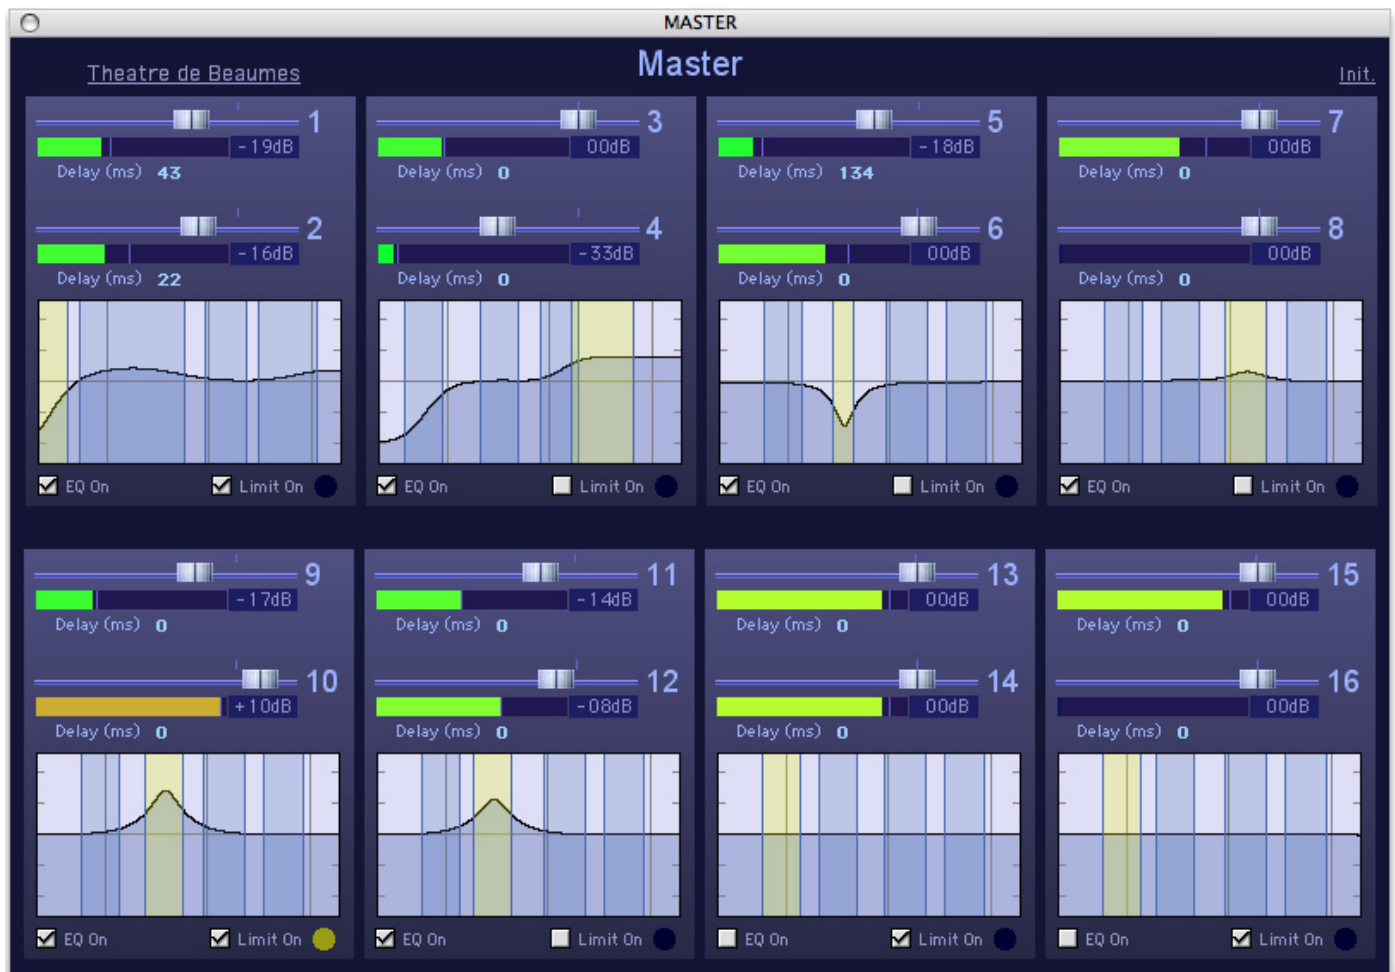 MASTER
Master
Theatre de Beaumes
Init.
1
-19dB
Delay (ms) 43
2
-16dB
Delay (ms) 22
EQ On Limit On
3
00dB
Delay (ms) 0
4
-33dB
Delay (ms) 0
EQ On Limit On
5
-18dB
Delay (ms) 134
6
00dB
Delay (ms) 0
EQ On Limit On
7
00dB
Delay (ms) 0
8
00dB
Delay (ms) 0
EQ On Limit On
9
-17dB
Delay (ms) 0
10
+10dB
Delay (ms) 0
EQ On Limit On
11
-14dB
Delay (ms) 0
12
-08dB
Delay (ms) 0
EQ On Limit On
13
00dB
Delay (ms) 0
14
00dB
Delay (ms) 0
EQ On Limit On
15
00dB
Delay (ms) 0
16
00dB
Delay (ms) 0
EQ On Limit On